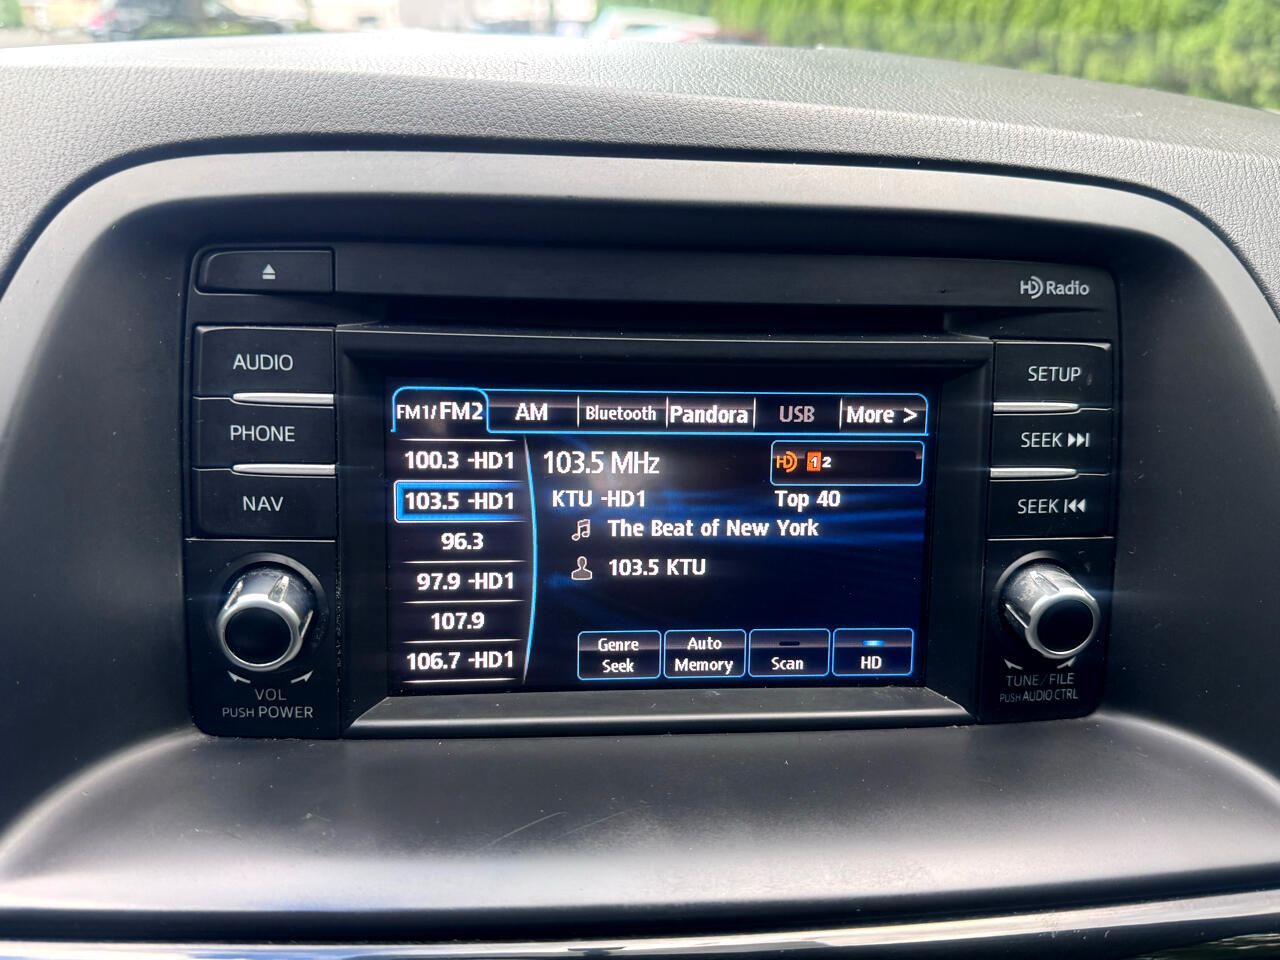 HD Radio
AUDIO
PHONE
NAV
VOL
PUSH POWER
FM1/FM2 AM Bluetooth Pandora USB More >
100.3 -HD1
103.5 -HD1
96.3
97.9 -HD1
107.9
106.7 -HD1
103.5 MHz
HD 1 2
KTU -HD1 Top 40
The Beat of New York
103.5 KTU
Genre Seek
Auto Memory
Scan
HD
SETUP
SEEK
SEEK
TUNE/FILE
PUSH AUDIO CTRL